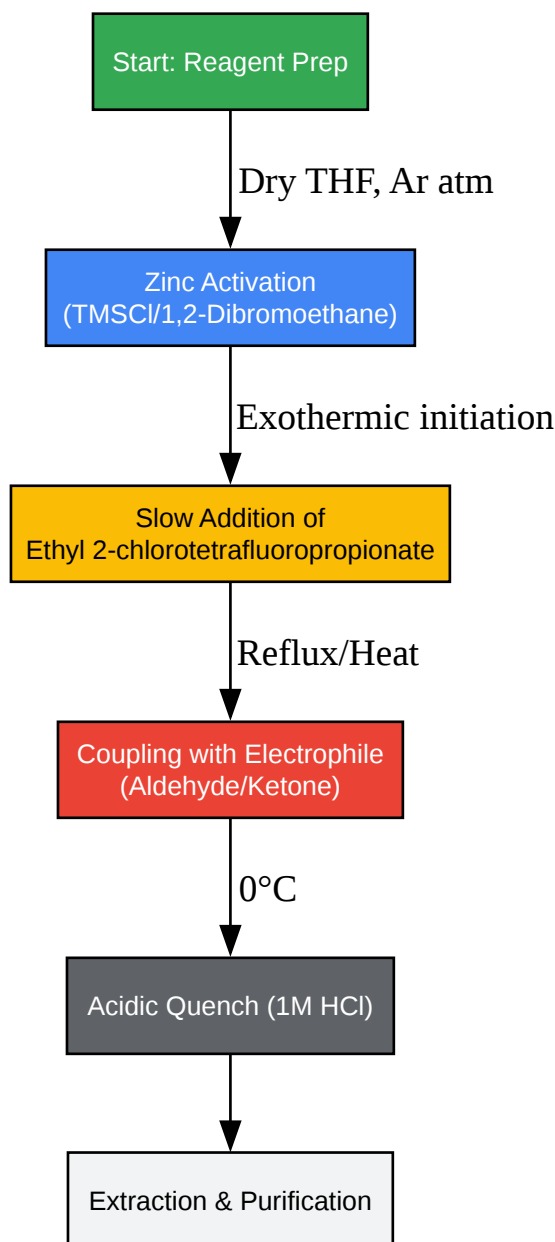 Start: Reagent Prep
Dry THF, Ar atm
Zinc Activation
(TMSCl/1,2-Dibromoethane)
Exothermic initiation
Slow Addition of
Ethyl 2-chlorotetrafluoropropionate
Reflux/Heat
Coupling with Electrophile
(Aldehyde/Ketone)
0°C
Acidic Quench (1M HCl)
Extraction & Purification